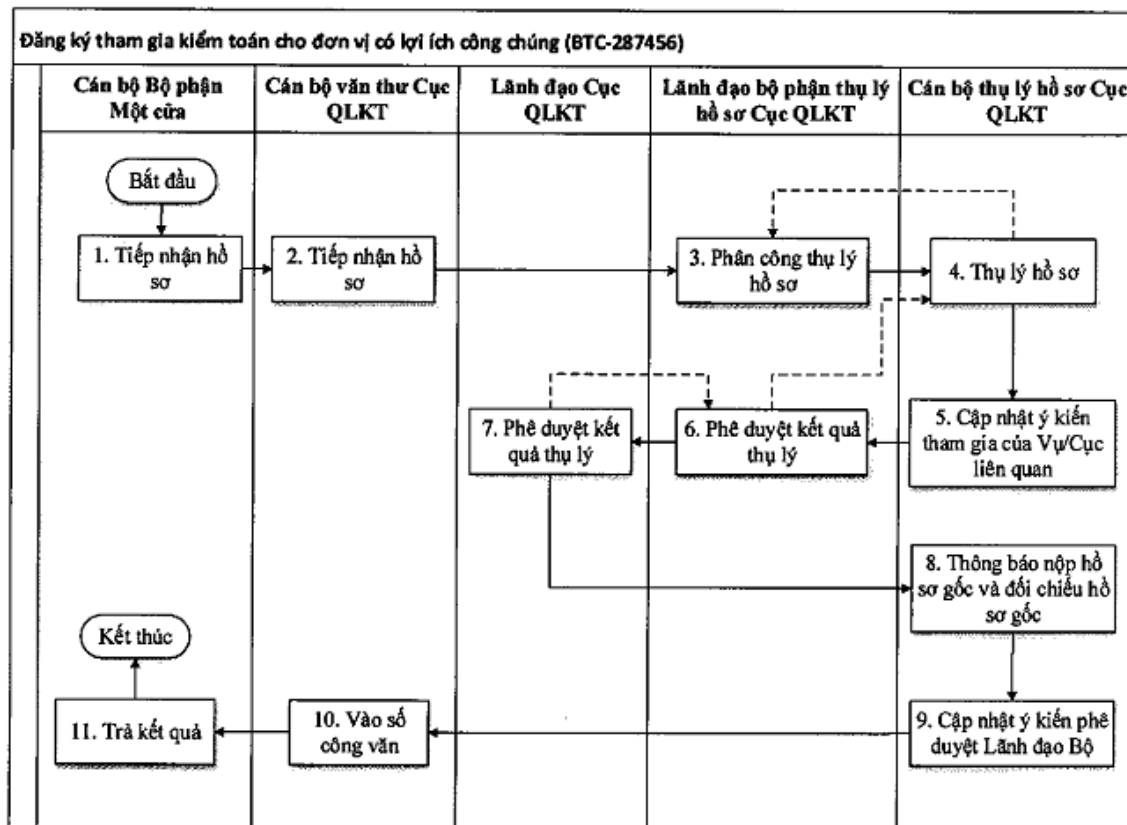 Đăng ký tham gia kiểm toán cho đơn vị có lợi ích công chúng (BTC-287456)
Cán bộ Bộ phận
Một cửa
Cán bộ văn thư Cục
QLKT
Lãnh đạo Cục
QLKT
Lãnh đạo bộ phận thụ lý
hồ sơ Cục QLKT
Cán bộ thụ lý hồ sơ Cục
QLKT
Bắt đầu
1. Tiếp nhận hồ
sơ
2. Tiếp nhận hồ
sơ
3. Phân công thụ lý
hồ sơ
4. Thụ lý hồ sơ
7. Phê duyệt kết
quả thụ lý
6. Phê duyệt kết quả
thụ lý
5. Cập nhật ý kiến
tham gia của Vụ/Cục
liên quan
8. Thông báo nộp hồ
sơ gốc và đối chiếu hồ
sơ gốc
Kết thúc
11. Trả kết quả
10. Vào số
công văn
9. Cập nhật ý kiến phê
duyệt Lãnh đạo Bộ